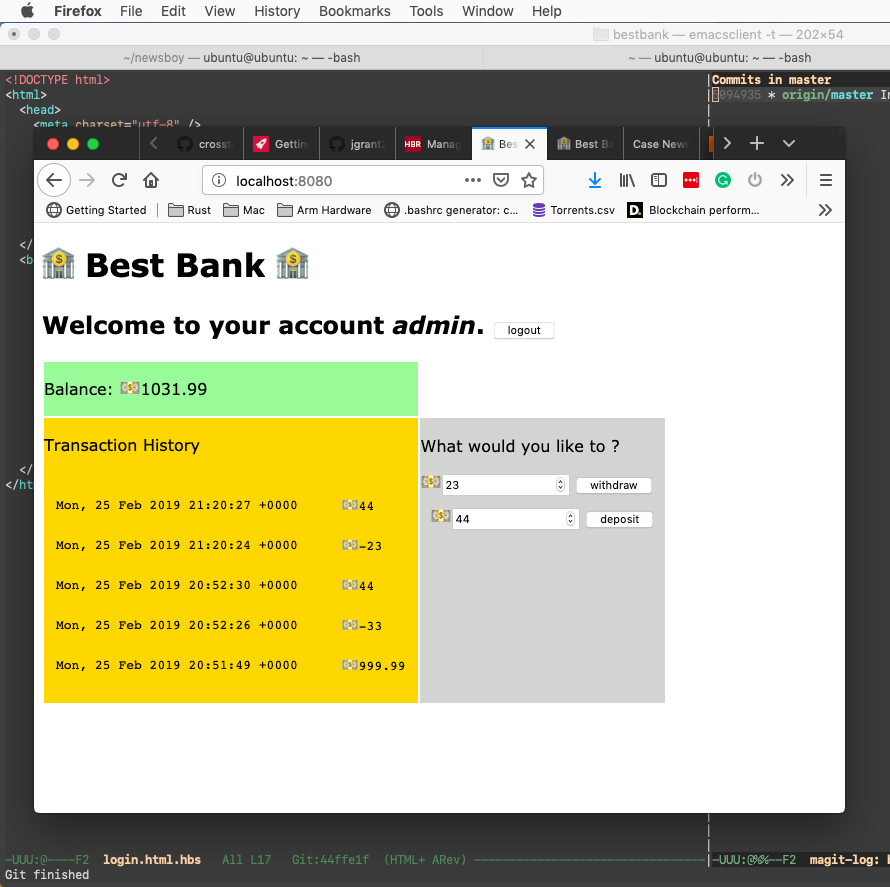 Firefox File Edit View History Bookmarks Tools Window Help
bestbank — emacsclient -t — 202×54
~/newsboy — ubuntu@ubuntu: ~ — -bash
~ — ubuntu@ubuntu: ~ — -bash
<!DOCTYPE html>
<html>
<head>
<meta charset="utf-8" />
Commits in master
094935 * origin/master In
crosst
Gettin
jgrant
HBR Manag
Bes
Best B
Case New
localhost:8080
Getting Started
Rust
Mac
Arm Hardware
.bashrc generator: c...
Torrents.csv
D. Blockchain perform...
</
<b
Best Bank
Welcome to your account admin. logout
Balance: 💵1031.99
Transaction History
Mon, 25 Feb 2019 21:20:27 +0000 💵44
Mon, 25 Feb 2019 21:20:24 +0000 💵-23
Mon, 25 Feb 2019 20:52:30 +0000 💵44
Mon, 25 Feb 2019 20:52:26 +0000 💵-33
Mon, 25 Feb 2019 20:51:49 +0000 💵999.99
What would you like to ?
💵 23 withdraw
💵 44 deposit
</
</ht
-UUU:@----F2 login.html.hbs All L17 Git:44ffe1f (HTML+ ARev)
-UUU:@%%--F2 magit-log: b
Git finished